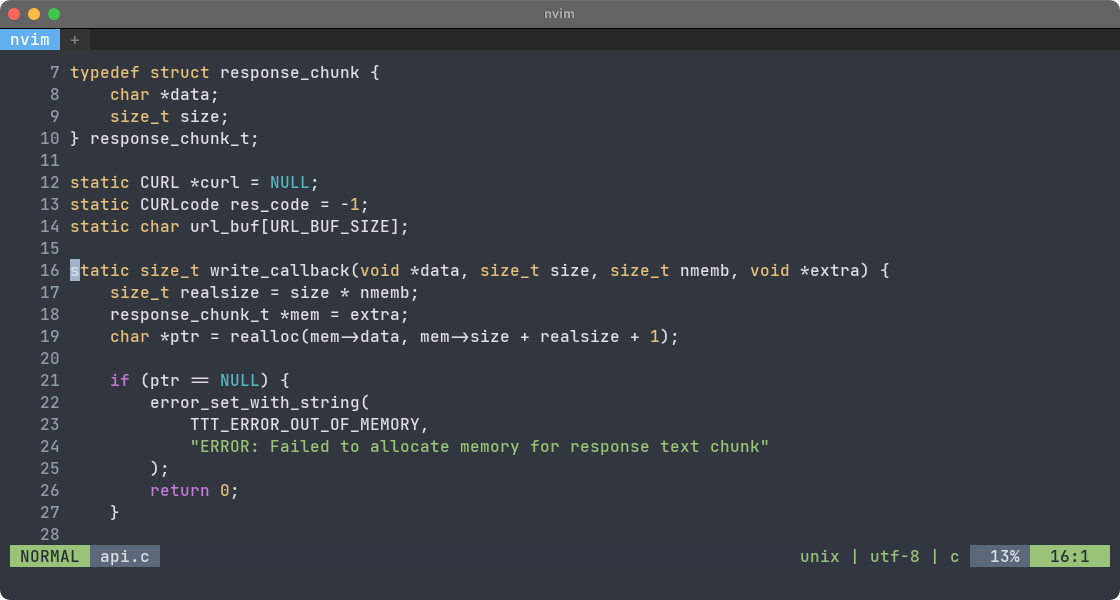 nvim
nvim +
7 typedef struct response_chunk {
8     char *data;
9     size_t size;
10 } response_chunk_t;
11
12 static CURL *curl = NULL;
13 static CURLcode res_code = -1;
14 static char url_buf[URL_BUF_SIZE];
15
16 static size_t write_callback(void *data, size_t size, size_t nmemb, void *extra) {
17     size_t realsize = size * nmemb;
18     response_chunk_t *mem = extra;
19     char *ptr = realloc(mem->data, mem->size + realsize + 1);
20
21     if (ptr == NULL) {
22         error_set_with_string(
23             TTT_ERROR_OUT_OF_MEMORY,
24             "ERROR: Failed to allocate memory for response text chunk"
25         );
26         return 0;
27     }
28
NORMAL api.c unix | utf-8 | c 13% 16:1